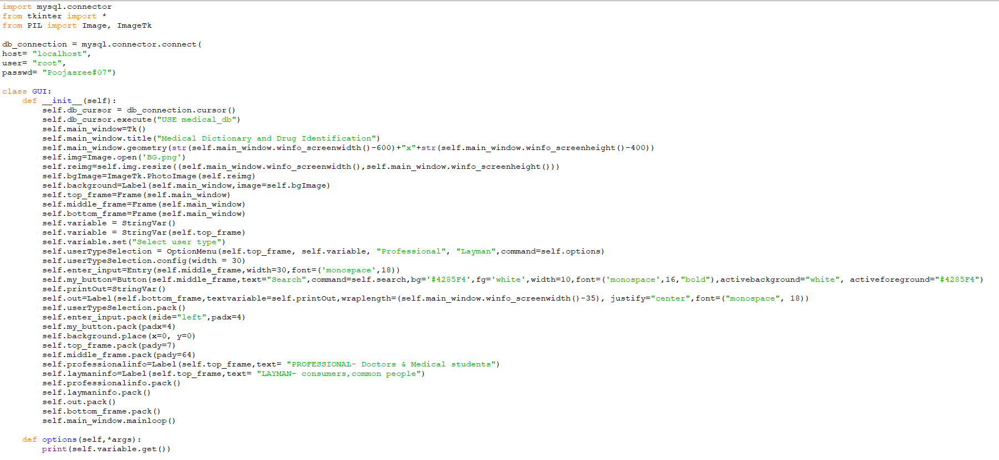 import mysql.connector
from tkinter import *
from PIL import Image, ImageTk

db_connection = mysql.connector.connect(
host= "localhost",
user= "root",
passwd= "Poojasree#07")

class GUI:
    def __init__(self):
        self.db_cursor = db_connection.cursor()
        self.db_cursor.execute("USE medical_db")
        self.main_window=Tk()
        self.main_window.title("Medical Dictionary and Drug Identification")
        self.main_window.geometry(str(self.main_window.winfo_screenwidth()-600)+"x"+str(self.main_window.winfo_screenheight()-400))
        self.img=Image.open('BG.png')
        self.reimg=self.img.resize((self.main_window.winfo_screenwidth(),self.main_window.winfo_screenheight()))
        self.bgImage=ImageTk.PhotoImage(self.reimg)
        self.background=Label(self.main_window,image=self.bgImage)
        self.top_frame=Frame(self.main_window)
        self.middle_frame=Frame(self.main_window)
        self.bottom_frame=Frame(self.main_window)
        self.variable = StringVar()
        self.variable = StringVar(self.top_frame)
        self.variable.set("Select user type")
        self.userTypeSelection = OptionMenu(self.top_frame, self.variable, "Professional", "Layman",command=self.options)
        self.userTypeSelection.config(width = 30)
        self.enter_input=Entry(self.middle_frame,width=30,font=('monospace',18))
        self.my_button=Button(self.middle_frame,text="Search",command=self.search,bg='#4285F4',fg='white',width=10,font=('monospace',16,"bold"),activebackground="white", activeforeground="#4285F4")
        self.printOut=StringVar()
        self.out=Label(self.bottom_frame,textvariable=self.printOut,wraplength=(self.main_window.winfo_screenwidth()-35), justify="center",font=("monospace", 18))
        self.userTypeSelection.pack()
        self.enter_input.pack(side="left",padx=4)
        self.my_button.pack(padx=4)
        self.background.place(x=0, y=0)
        self.top_frame.pack(pady=7)
        self.middle_frame.pack(pady=64)
        self.professionalinfo=Label(self.top_frame,text= "PROFESSIONAL- Doctors & Medical students")
        self.laymaninfo=Label(self.top_frame,text= "LAYMAN- consumers,common people")
        self.professionalinfo.pack()
        self.laymaninfo.pack()
        self.out.pack()
        self.bottom_frame.pack()
        self.main_window.mainloop()

    def options(self,*args):
        print(self.variable.get())